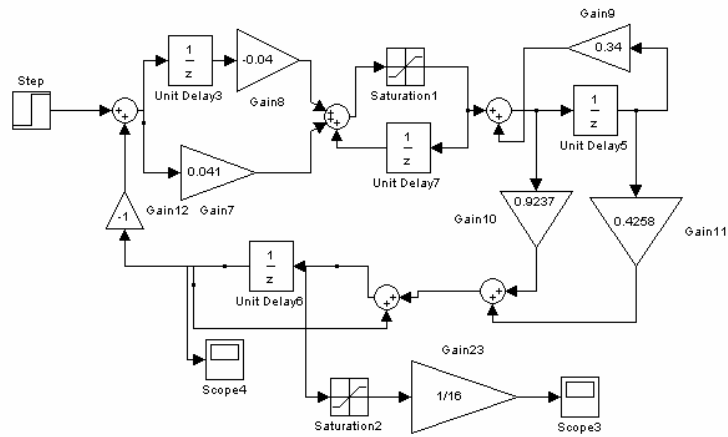 Gain9
0.34
Step
1
z
Unit Delay3
-0.04
Gain8
Saturation1
1
z
Unit Delay7
1
z
Unit Delay5
0.041
Gain7
-1
Gain12
0.9237
Gain10
0.4258
Gain11
1
z
Unit Delay6
Scope4
Saturation2
Gain23
1/16
Scope3